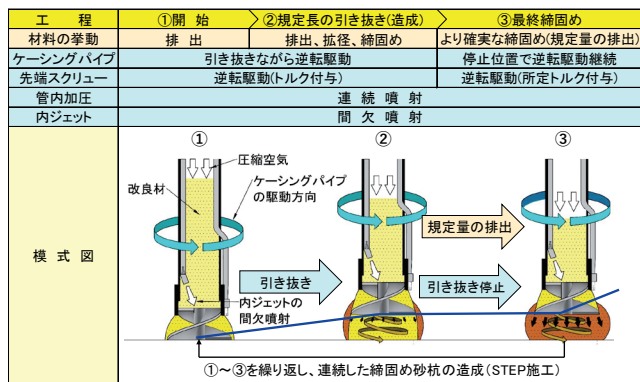 工程 ①開始 ②規定長の引き抜き(造成) ③最終締固め
材料の挙動 排出 排出、拡径、締固め より確実な締固め(規定量の排出)
ケーシングパイプ 引き抜きながら逆転駆動 停止位置で逆転駆動継続
先端スクリュー 逆転駆動(トルク付与) 逆転駆動(所定トルク付与)
管内加圧 連続噴射
内ジェット 間欠噴射
模式図
① ② ③
圧縮空気
改良材
ケーシングパイプ
の駆動方向
規定量の排出
引き抜き
引き抜き停止
内ジェットの
間欠噴射
①～③を繰り返し、連続した締固め砂杭の造成(STEP施工)